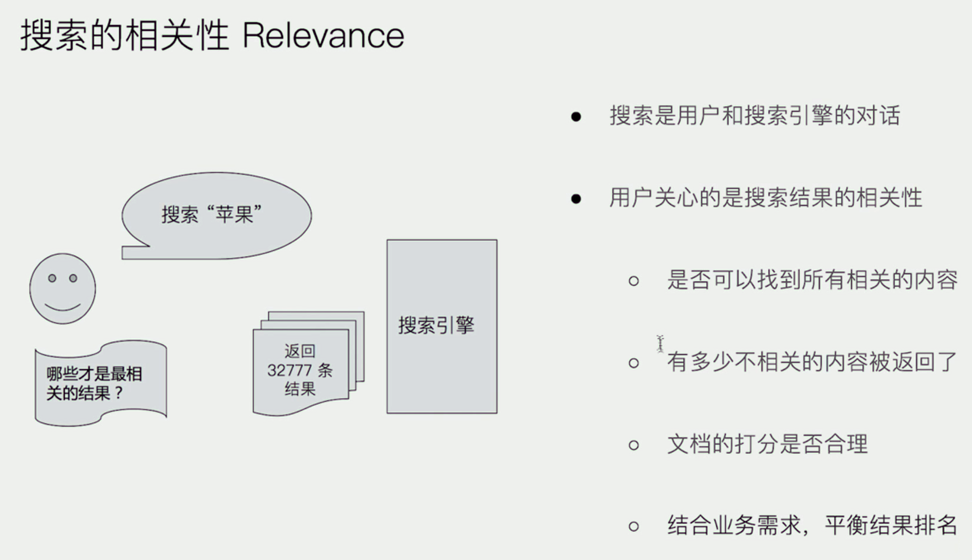 搜索的相关性 Relevance
搜索“苹果”
哪些才是最相
关的结果？
返回
32777 条
结果
搜索引擎
● 搜索是用户和搜索引擎的对话
● 用户关心的是搜索结果的相关性
○ 是否可以找到所有相关的内容
○ 有多少不相关的内容被返回了
○ 文档的打分是否合理
○ 结合业务需求，平衡结果排名